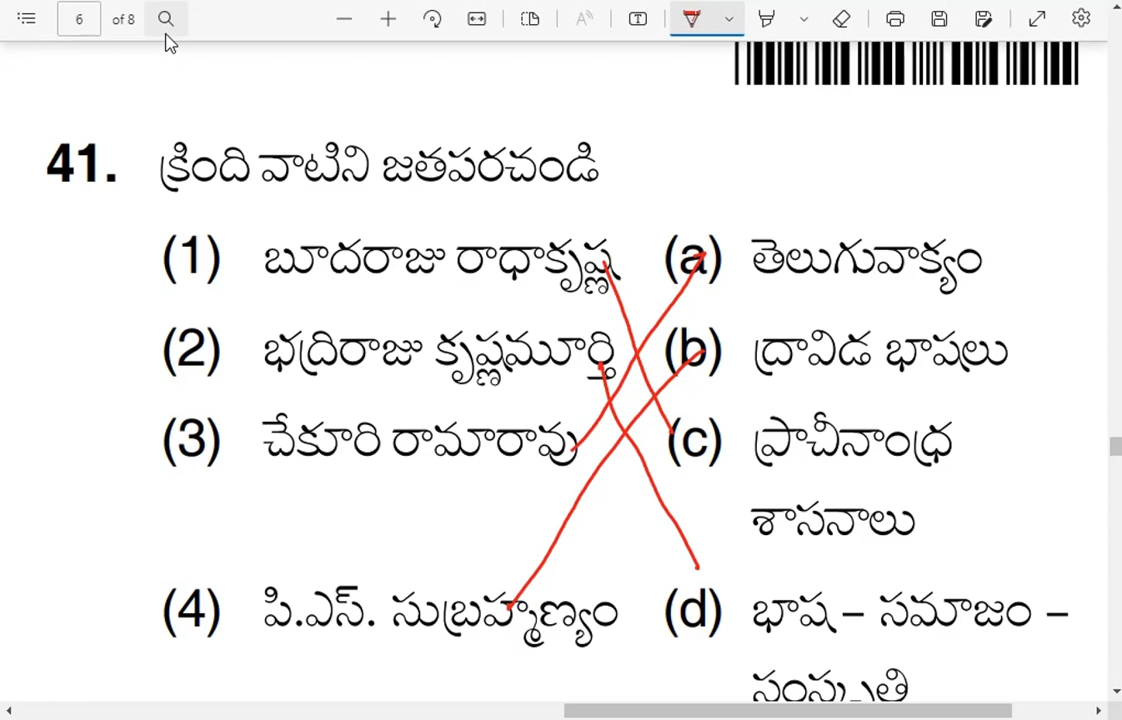 6 of 8
41. క్రింది వాటిని జతపరచండి
(1) బూదరాజు రాధాకృష్ణ (a) తెలుగువాక్యం
(2) భద్రిరాజు కృష్ణమూర్తి (b) ద్రావిడ భాషలు
(3) చేకూరి రామారావు (c) ప్రాచీనాంధ్ర
శాసనాలు
(4) పి.ఎస్. సుబ్రహ్మణ్యం (d) భాష – సమాజం –
సంస్కృతి